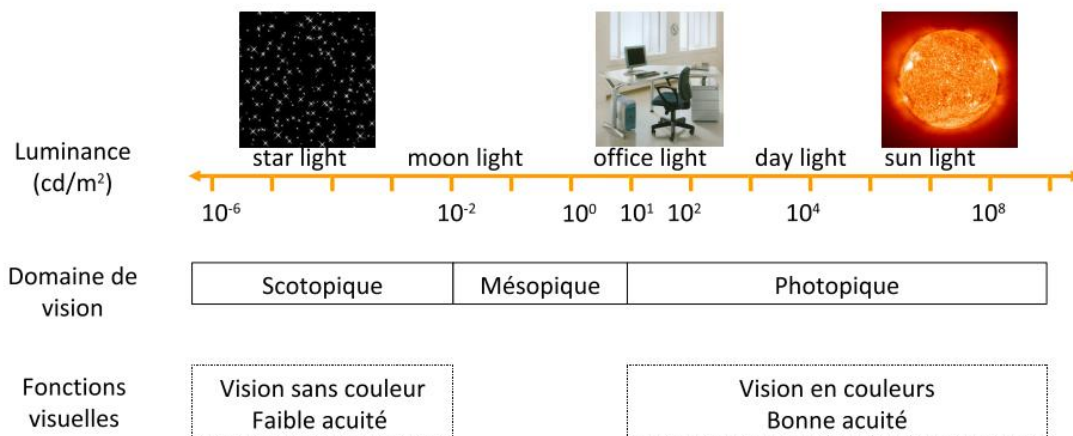 star light moon light office light day light sun light
Luminance
(cd/m²)
10⁻⁶ 10⁻² 10⁰ 10¹ 10² 10⁴ 10⁸
Domaine de
vision
Scotopique Mésopique Photopique
Fonctions
visuelles
Vision sans couleur
Faible acuité
Vision en couleurs
Bonne acuité